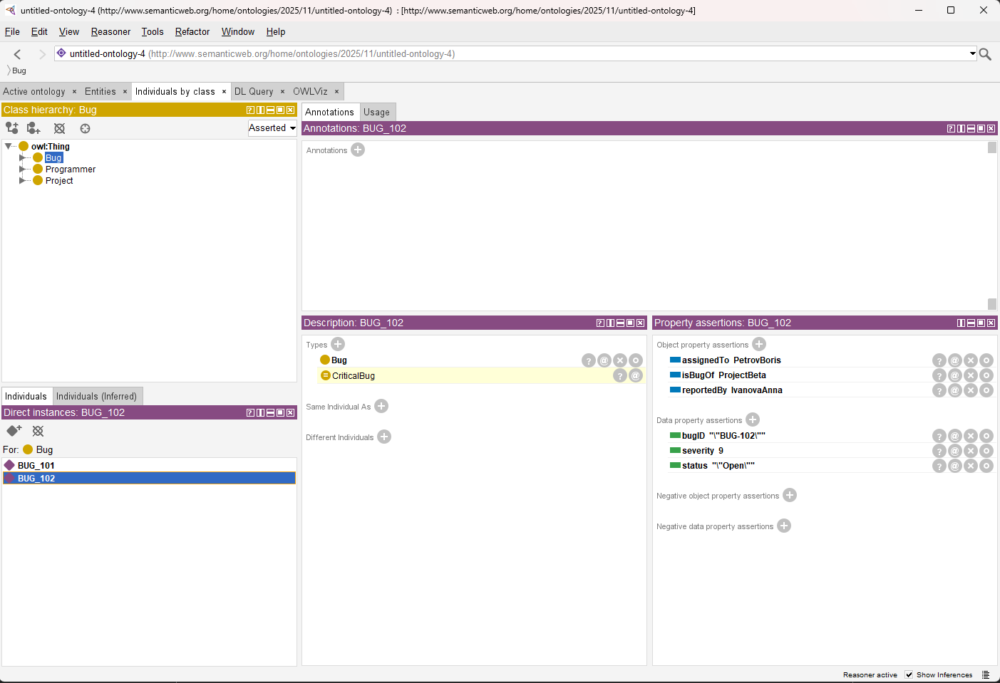 untitled-ontology-4 (http://www.semanticweb.org/home/ontologies/2025/11/untitled-ontology-4) : [http://www.semanticweb.org/home/ontologies/2025/11/untitled-ontology-4]
File Edit View Reasoner Tools Refactor Window Help
untitled-ontology-4 (http://www.semanticweb.org/home/ontologies/2025/11/untitled-ontology-4)
Bug
Active ontology × Entities × Individuals by class × DL Query × OWLViz ×
Class hierarchy: Bug
Asserted
owl:Thing
Bug
Programmer
Project
Annotations Usage
Annotations: BUG_102
Annotations
Individuals Individuals (Inferred)
Direct instances: BUG_102
For: Bug
BUG_101
BUG_102
Description: BUG_102
Types
Bug
CriticalBug
Same Individual As
Different Individuals
Property assertions: BUG_102
Object property assertions
assignedTo PetrovBoris
isBugOf ProjectBeta
reportedBy IvanovaAnna
Data property assertions
bugID "\"BUG-102\""
severity 9
status "\"Open\""
Negative object property assertions
Negative data property assertions
Reasoner active Show Inferences